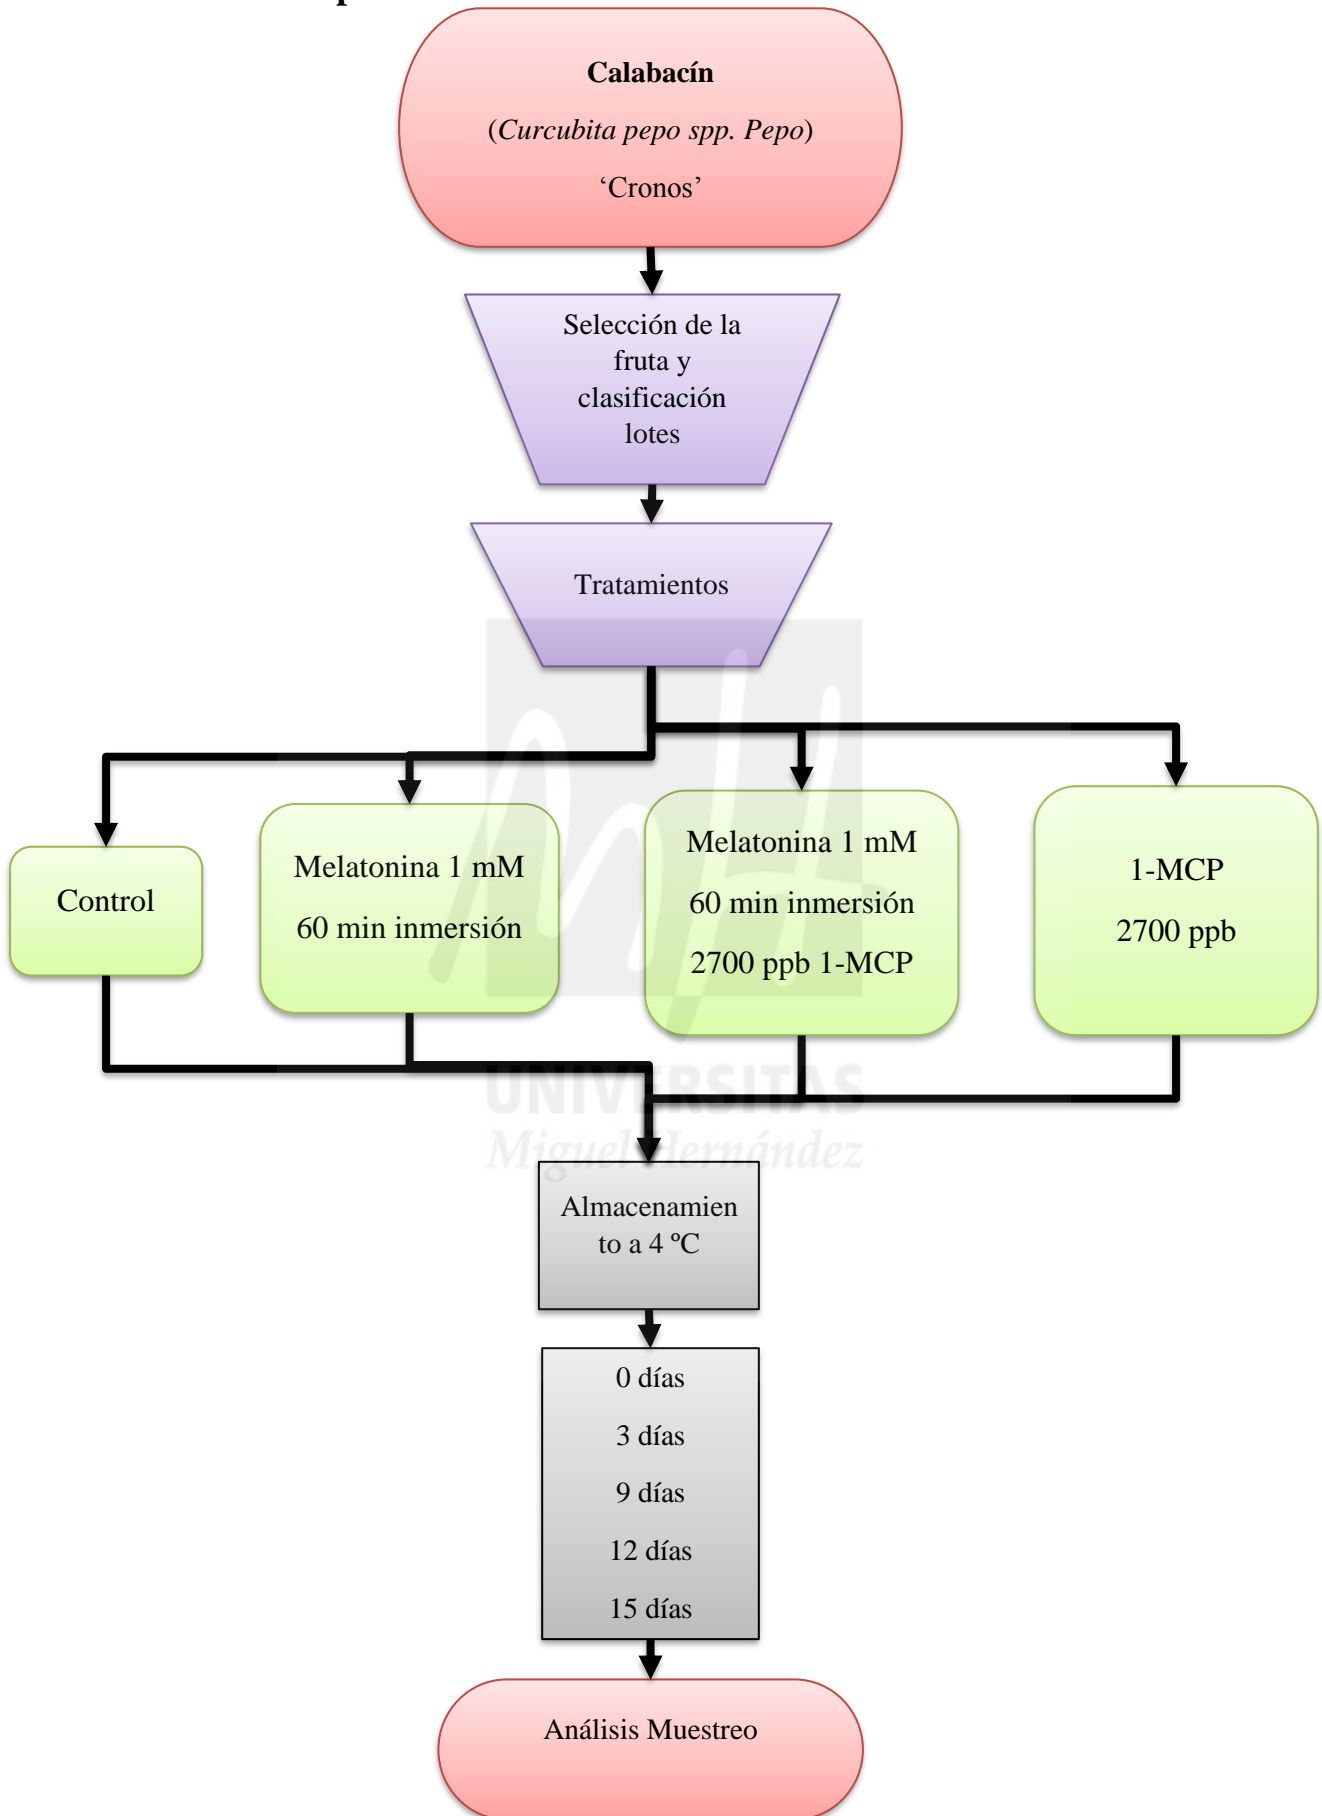 Calabacín
(Curcubita pepo spp. Pepo)
‘Cronos’
Selección de la
fruta y
clasificación
lotes
Tratamientos
Control
Melatonina 1 mM
60 min inmersión
Melatonina 1 mM
60 min inmersión
2700 ppb 1-MCP
1-MCP
2700 ppb
UNIVERSITAS
Miguel Hernández
Almacenamien
to a 4 ºC
0 días
3 días
9 días
12 días
15 días
Análisis Muestreo